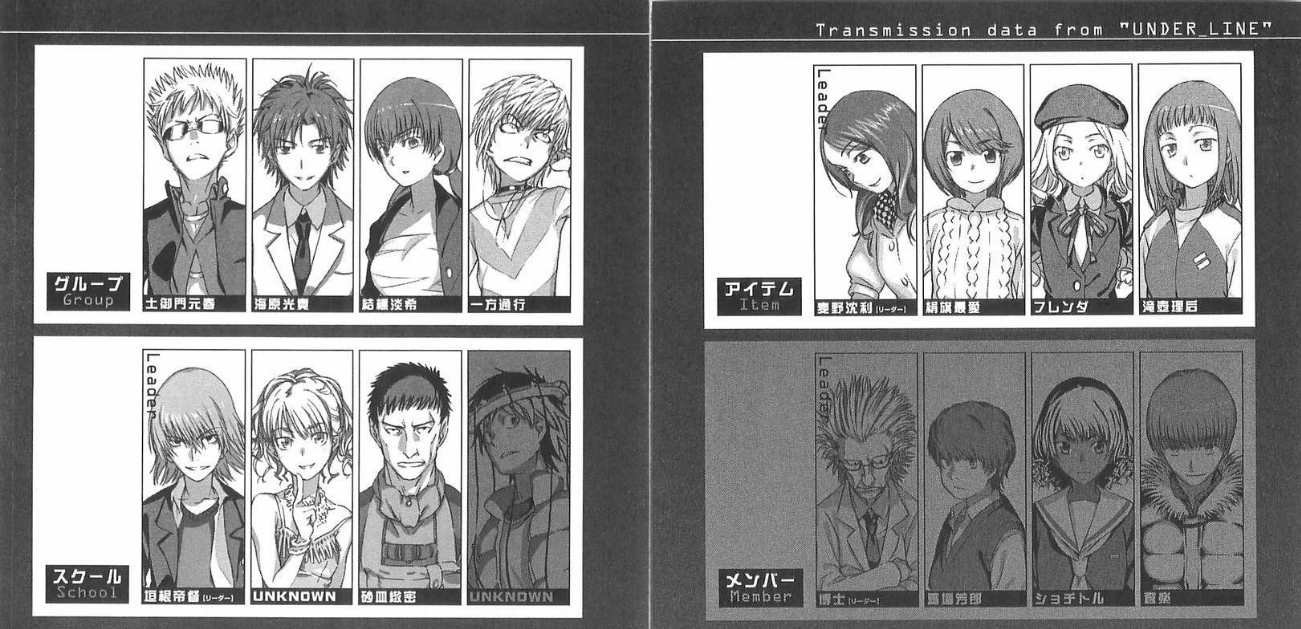 Transmission data from "UNDER_LINE"
グループ
Group
土御門元春
海原光貴
結標淡希
一方通行
スクール
School
Leader
垣根帝督 [リーダー]
UNKNOWN
砂皿緻密
UNKNOWN
アイテム
Item
Leader
麦野沈利 [リーダー]
絹旗最愛
フレンダ
滝壺理后
メンバー
Member
Leader
博士 [リーダー]
馬場芳郎
ショチトル
査楽